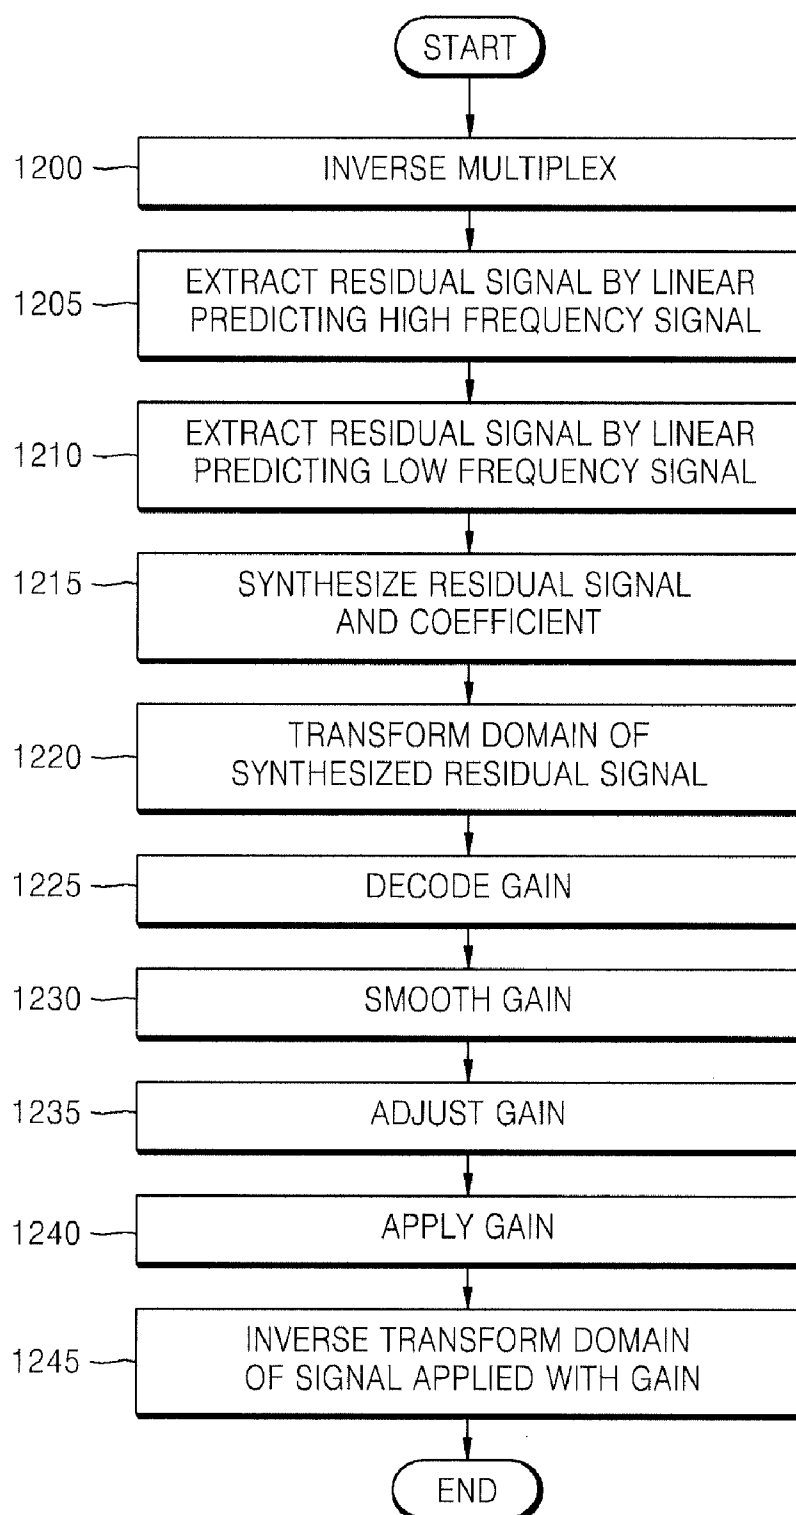 START
1200
INVERSE MULTIPLEX
1205
EXTRACT RESIDUAL SIGNAL BY LINEAR
PREDICTING HIGH FREQUENCY SIGNAL
1210
EXTRACT RESIDUAL SIGNAL BY LINEAR
PREDICTING LOW FREQUENCY SIGNAL
1215
SYNTHESIZE RESIDUAL SIGNAL
AND COEFFICIENT
1220
TRANSFORM DOMAIN OF
SYNTHESIZED RESIDUAL SIGNAL
1225
DECODE GAIN
1230
SMOOTH GAIN
1235
ADJUST GAIN
1240
APPLY GAIN
1245
INVERSE TRANSFORM DOMAIN
OF SIGNAL APPLIED WITH GAIN
END